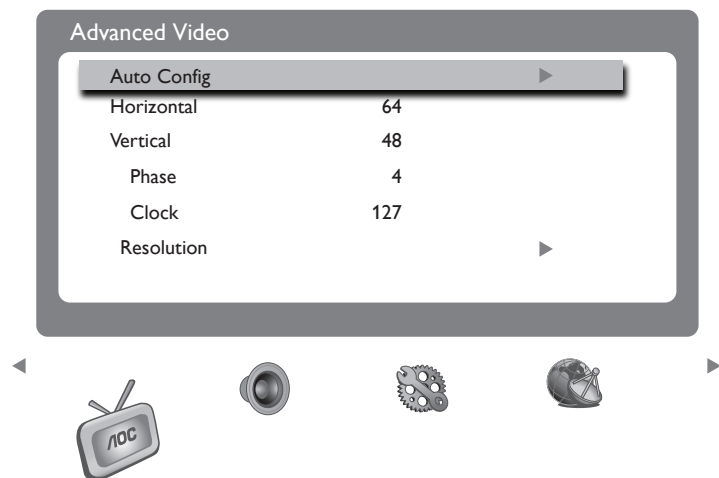 Advanced Video
Auto Config
Horizontal 64
Vertical 48
Phase 4
Clock 127
Resolution
AOC